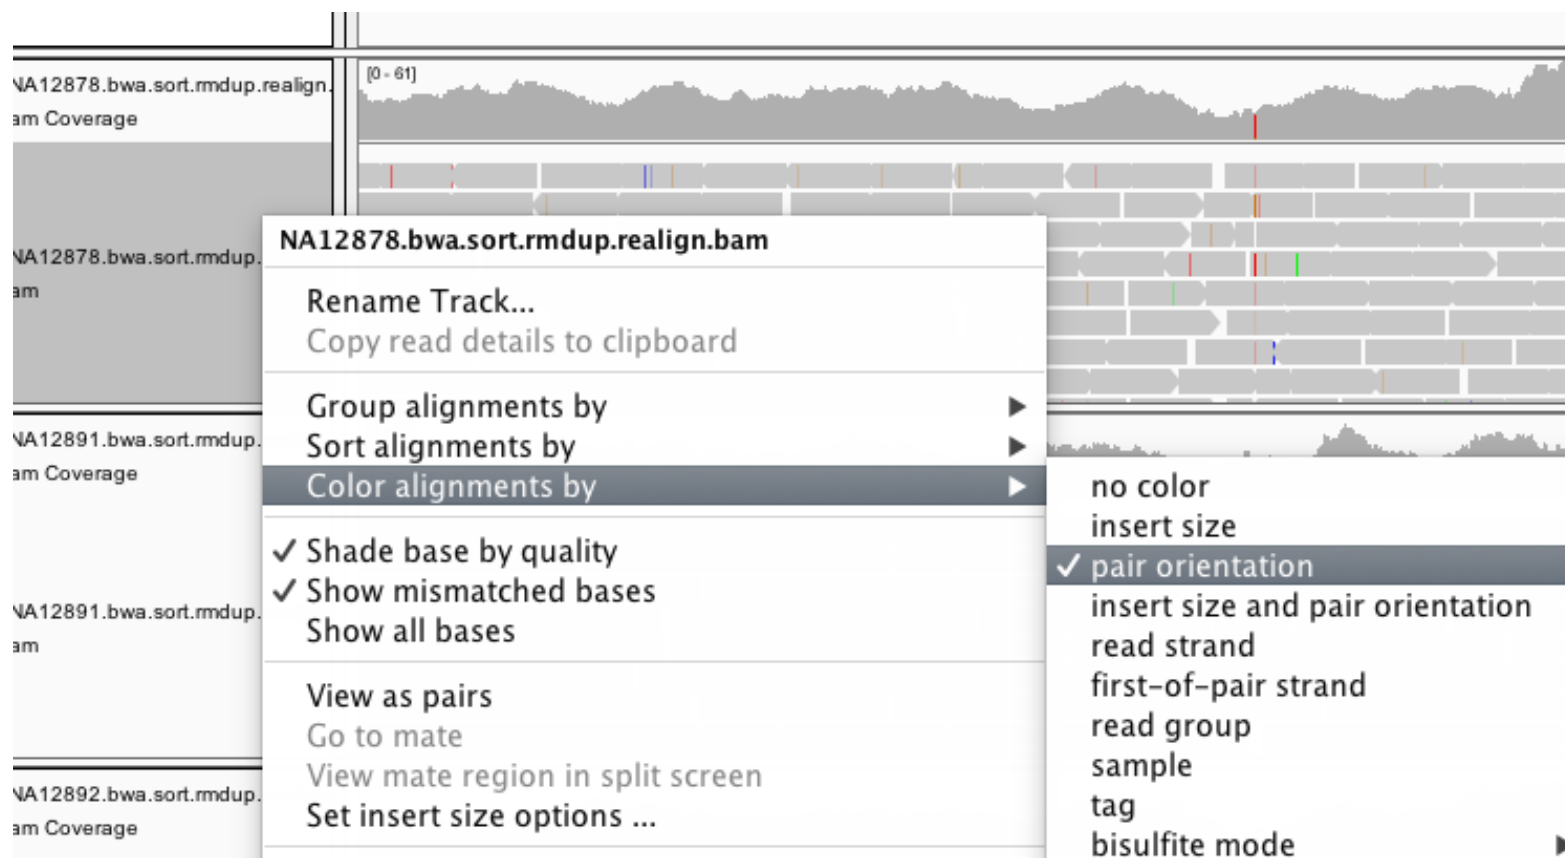 [0 - 61]
NA12878.bwa.sort.rmdup.realign.
am Coverage
NA12878.bwa.sort.rmdup.
am
NA12891.bwa.sort.rmdup.
am Coverage
NA12891.bwa.sort.rmdup.
am
NA12892.bwa.sort.rmdup.
am Coverage
NA12878.bwa.sort.rmdup.realign.bam
Rename Track...
Copy read details to clipboard
Group alignments by
Sort alignments by
Color alignments by
Shade base by quality
Show mismatched bases
Show all bases
View as pairs
Go to mate
View mate region in split screen
Set insert size options ...
no color
insert size
pair orientation
insert size and pair orientation
read strand
first-of-pair strand
read group
sample
tag
bisulfite mode